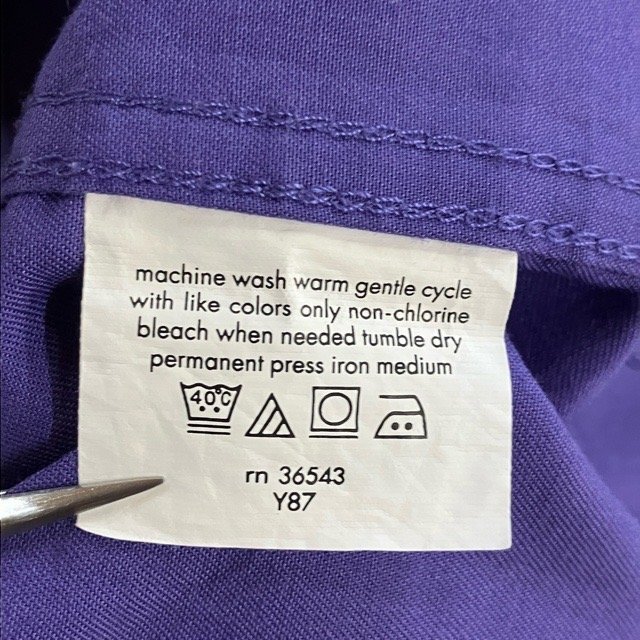 machine wash warm gentle cycle
with like colors only non-chlorine
bleach when needed tumble dry
permanent press iron medium
40°C
rn 36543
Y87